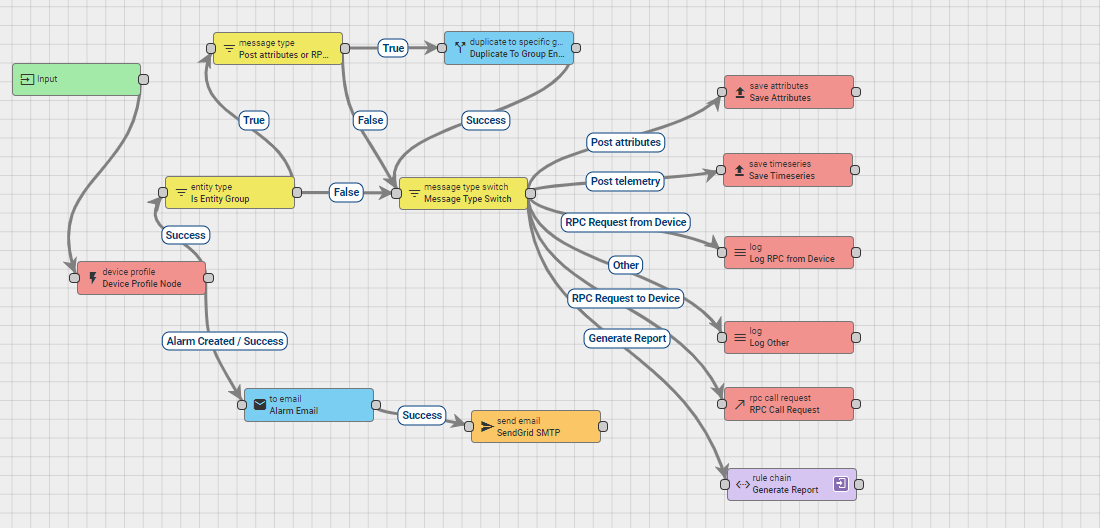 message type
Post attributes or RP...
True
duplicate to specific g...
Duplicate To Group En...
Input
save attributes
Save Attributes
True
False
Success
Post attributes
save timeseries
Save Timeseries
entity type
Is Entity Group
False
message type switch
Message Type Switch
Post telemetry
RPC Request from Device
Success
log
Log RPC from Device
device profile
Device Profile Node
Other
RPC Request to Device
Alarm Created / Success
Generate Report
log
Log Other
to email
Alarm Email
Success
send email
SendGrid SMTP
rpc call request
RPC Call Request
rule chain
Generate Report